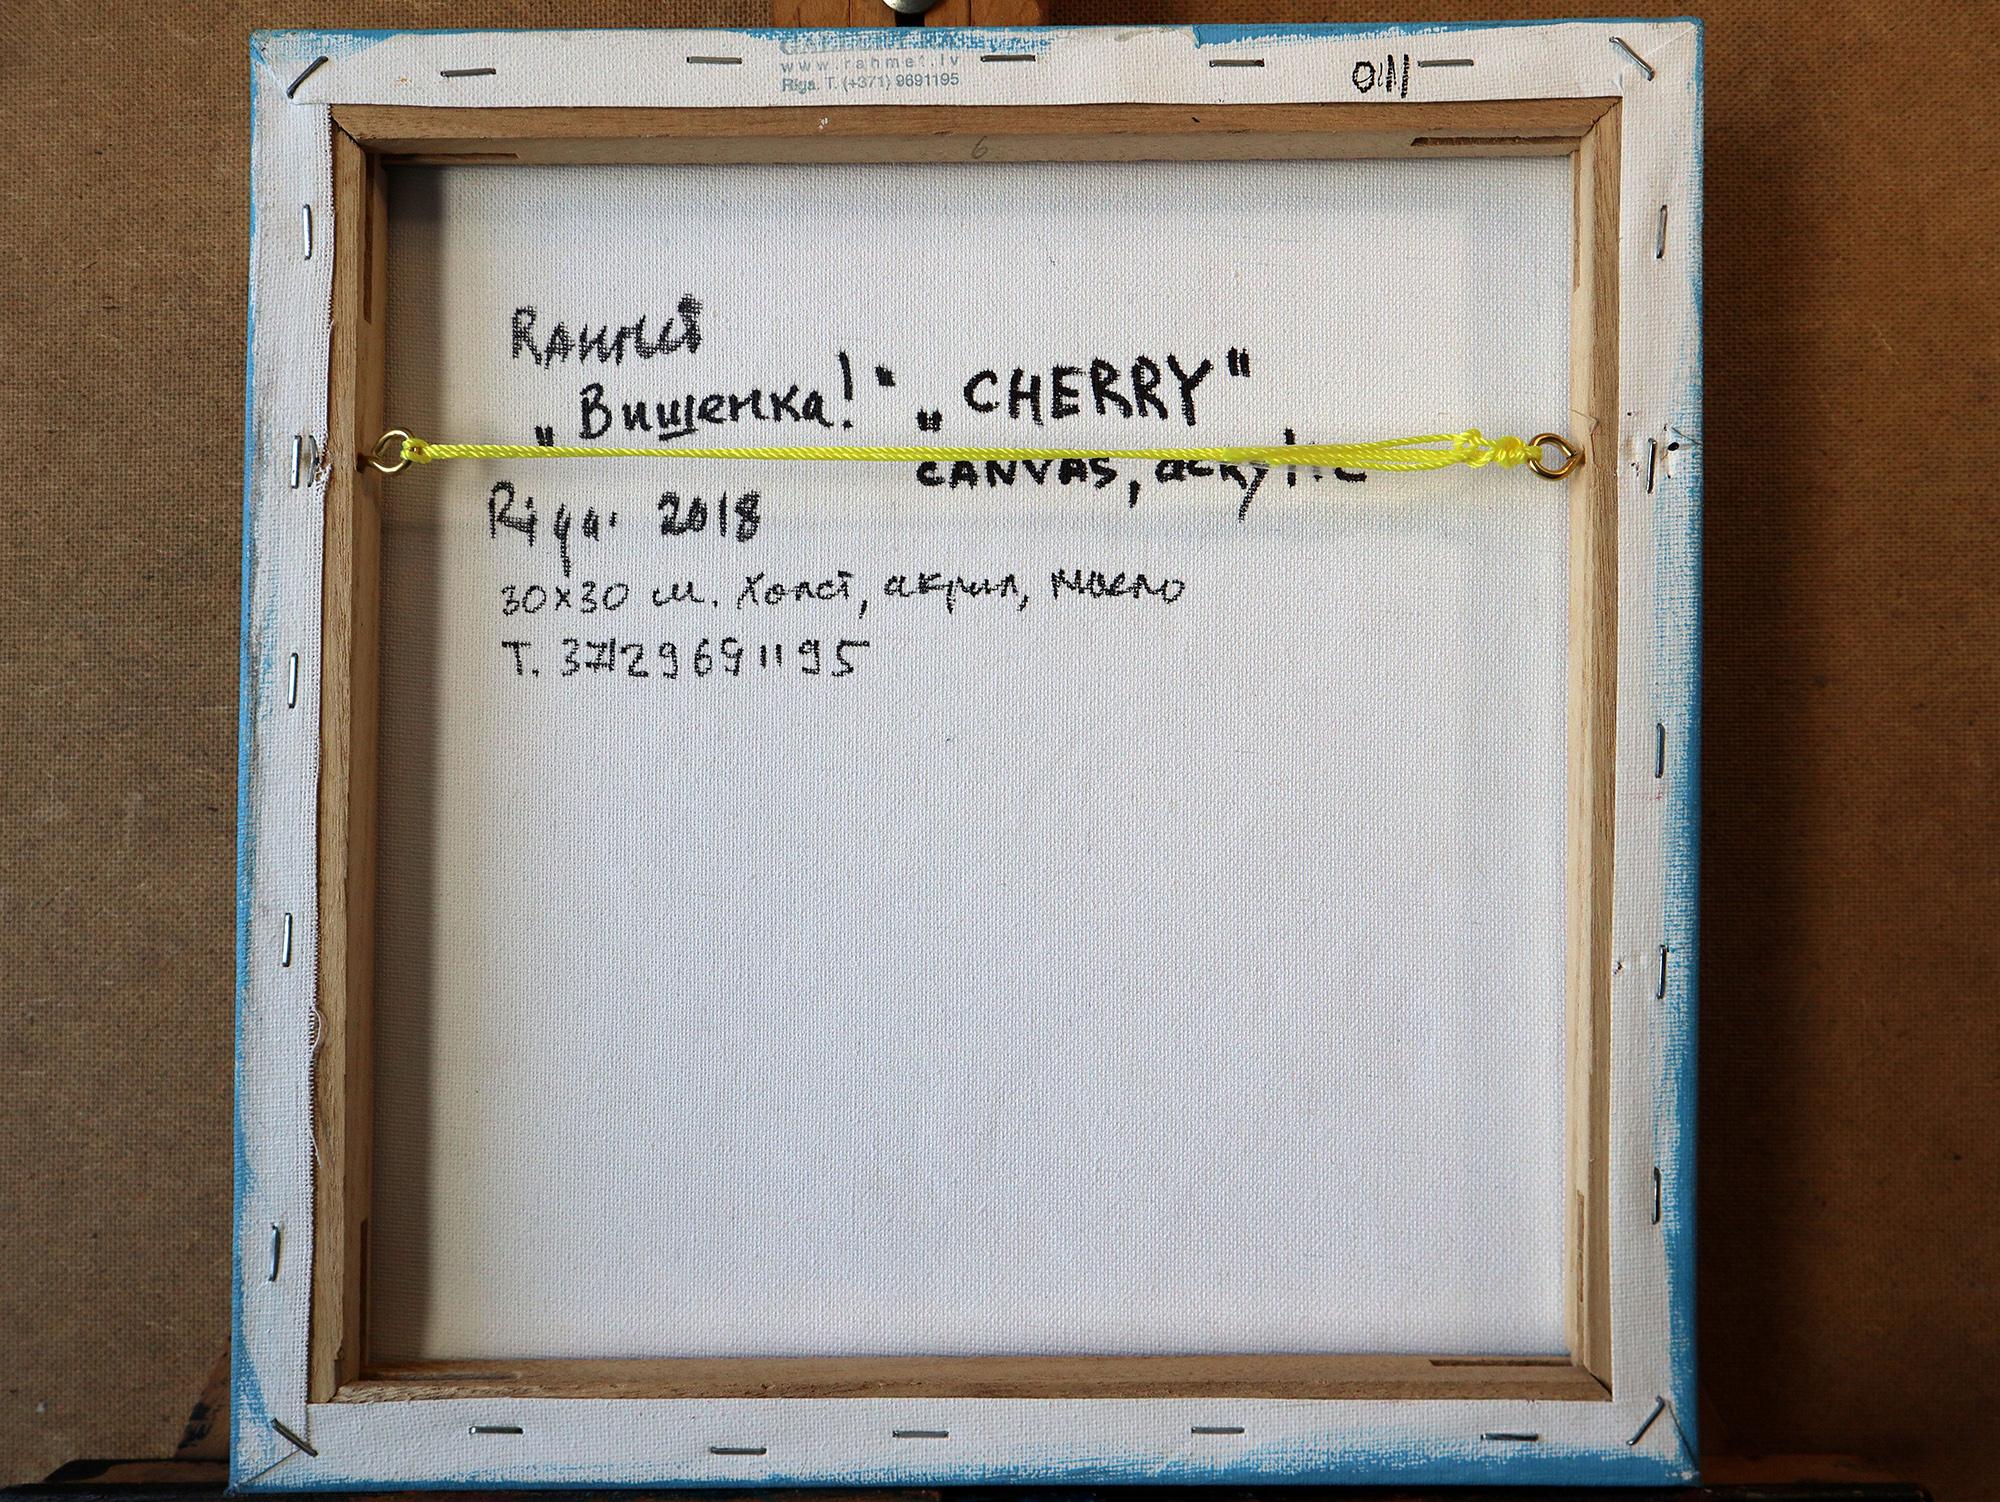 www.rahmet.lv
Riga. T. (+371) 9691195
6
Rahmet
„Вишенка!“ „CHERRY"
CANVAS, acrylic
Riga. 2018
30x30 см. Холст, акрил, масло
T. 37129691195